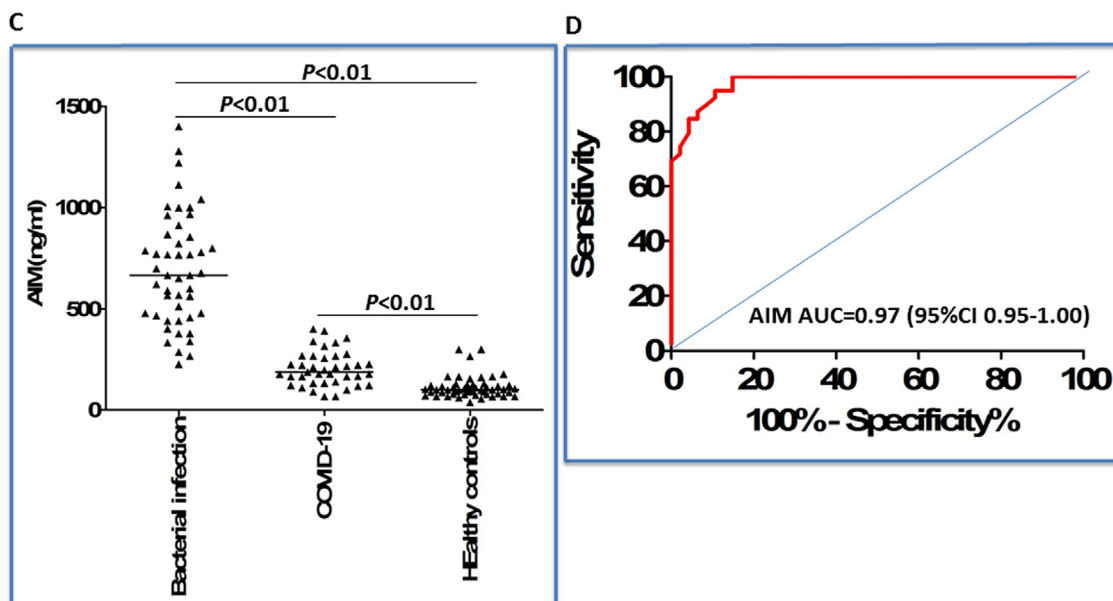 C
P<0.01
P<0.01
P<0.01
AIM(ng/ml)
1500
1000
500
0
Bacterial infection
COVID-19
HEalthy controls
D
Sensitivity
100
80
60
40
20
0
AIM AUC=0.97 (95%CI 0.95-1.00)
0 20 40 60 80 100
100%- Specificity%